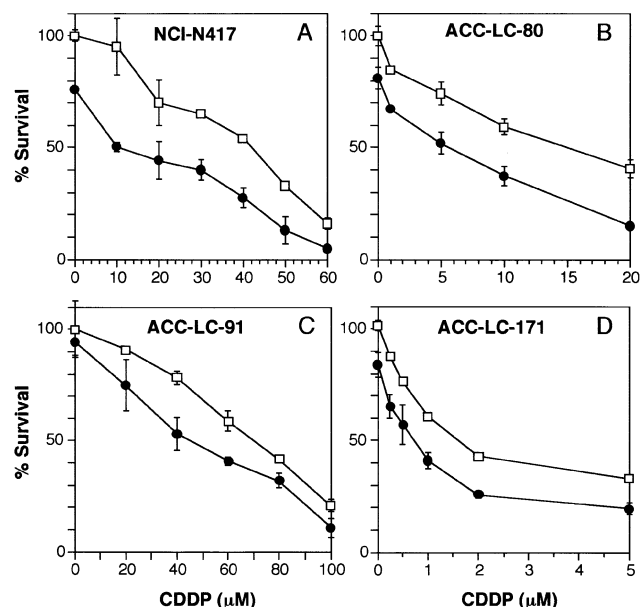 NCI-N417 A
ACC-LC-80 B
% Survival
100
50
0
0 10 20 30 40 50 60
100
50
0
0 5 10 15 20
ACC-LC-91 C
ACC-LC-171 D
% Survival
100
50
0
0 20 40 60 80 100
100
50
0
0 1 2 3 4 5
CDDP (μM)
CDDP (μM)